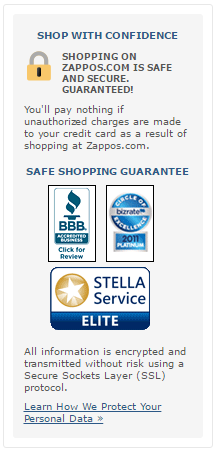 SHOP WITH CONFIDENCE
SHOPPING ON
ZAPPOS.COM IS SAFE
AND SECURE.
GUARANTEED!
You'll pay nothing if
unauthorized charges are made
to your credit card as a result of
shopping at Zappos.com.
SAFE SHOPPING GUARANTEE
BBB.
ACCREDITED
BUSINESS
Click for
Review
CIRCLE OF
bizrate
EXCELLENCE
2011
PLATINUM
STELLA
Service
ELITE
All information is encrypted and
transmitted without risk using a
Secure Sockets Layer (SSL)
protocol.
Learn How We Protect Your
Personal Data »